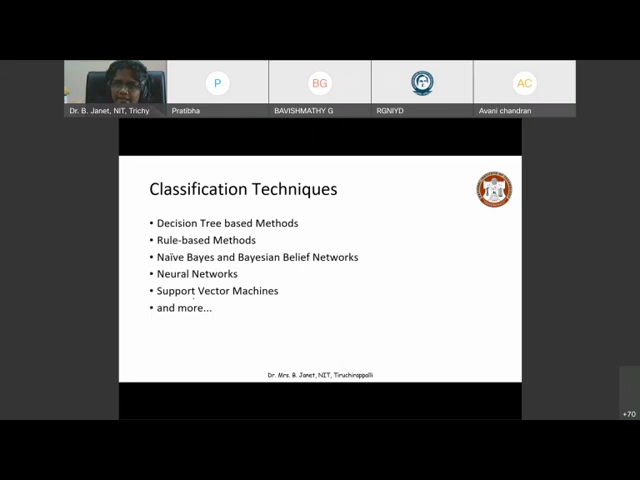 P
BG
AC
Dr. B. Janet, NIT, Trichy
Pratibha
BAVISHMATHY G
RGNIYD
Avani chandran
Classification Techniques
• Decision Tree based Methods
• Rule-based Methods
• Naïve Bayes and Bayesian Belief Networks
• Neural Networks
• Support Vector Machines
• and more...
Dr. Mrs. B. Janet, NIT, Tiruchirappalli
+70